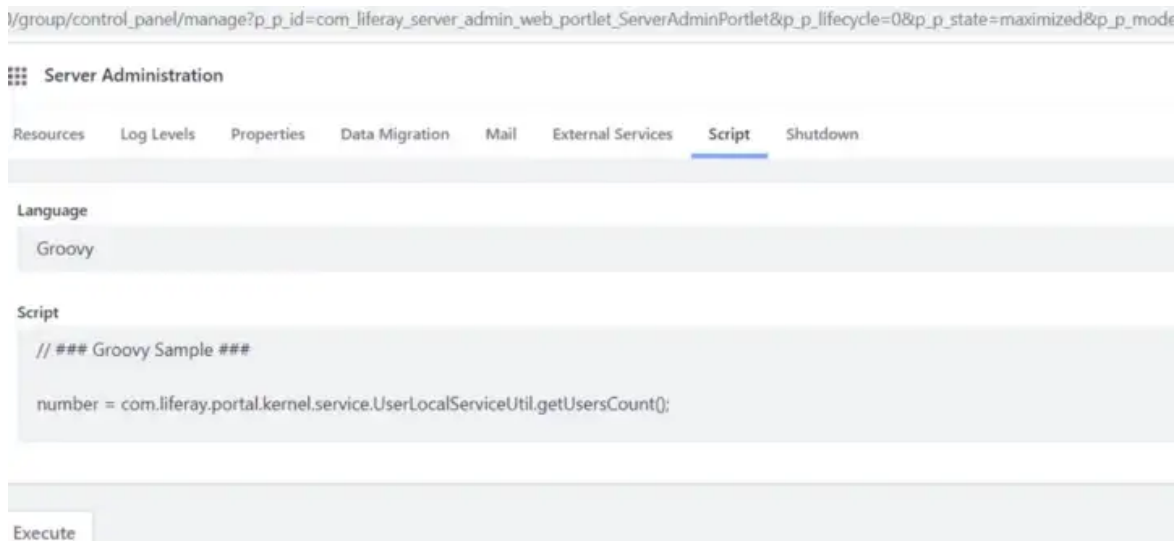 /group/control_panel/manage?p_p_id=com_liferay_server_admin_web_portlet_ServerAdminPortlet&p_p_lifecycle=0&p_p_state=maximized&p_p_mode
Server Administration
Resources Log Levels Properties Data Migration Mail External Services Script Shutdown
Language
Groovy
Script
// ### Groovy Sample ###
number = com.liferay.portal.kernel.service.UserLocalServiceUtil.getUsersCount();
Execute